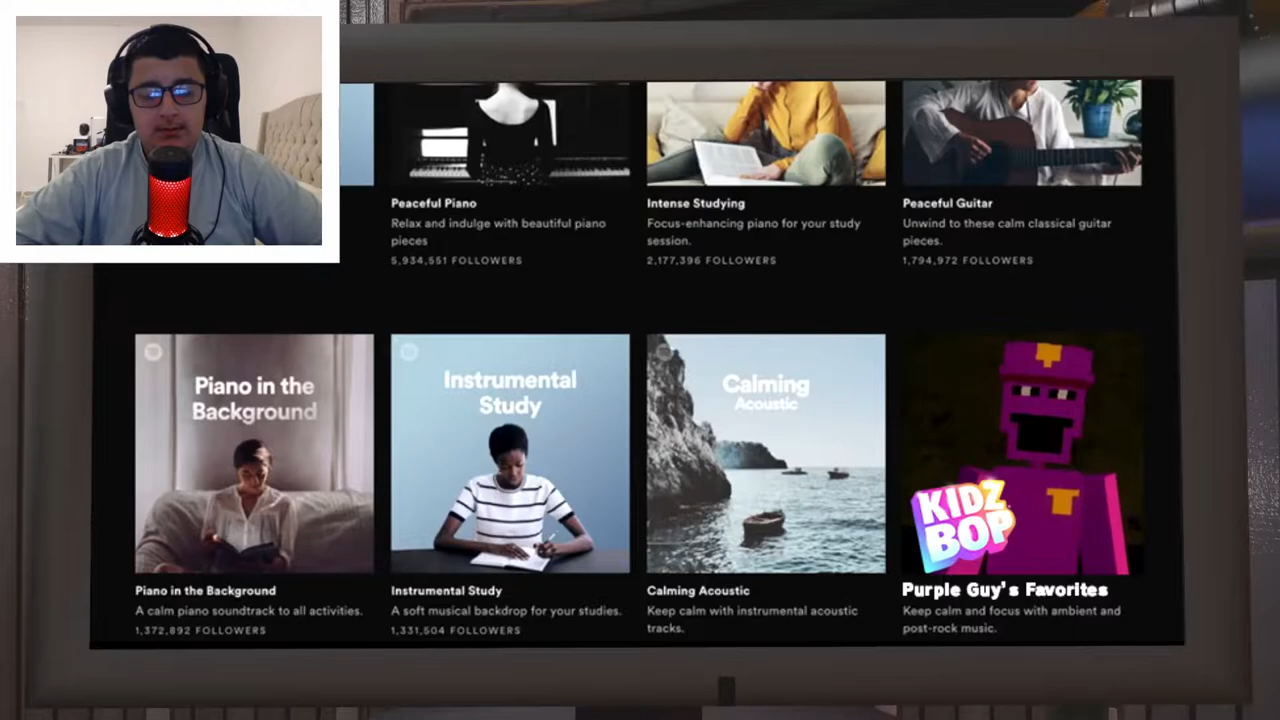 Peaceful Piano
Relax and indulge with beautiful piano
pieces
5,934,551 FOLLOWERS
Intense Studying
Focus-enhancing piano for your study
session.
2,177,396 FOLLOWERS
Peaceful Guitar
Unwind to these calm classical guitar
pieces.
1,794,972 FOLLOWERS
Piano in the
Background
Piano in the Background
A calm piano soundtrack to all activities.
1,372,892 FOLLOWERS
Instrumental
Study
Instrumental Study
A soft musical backdrop for your studies.
1,331,504 FOLLOWERS
Calming
Acoustic
Calming Acoustic
Keep calm with instrumental acoustic
tracks.
KIDZ
BOP
Purple Guy's Favorites
Keep calm and focus with ambient and
post-rock music.